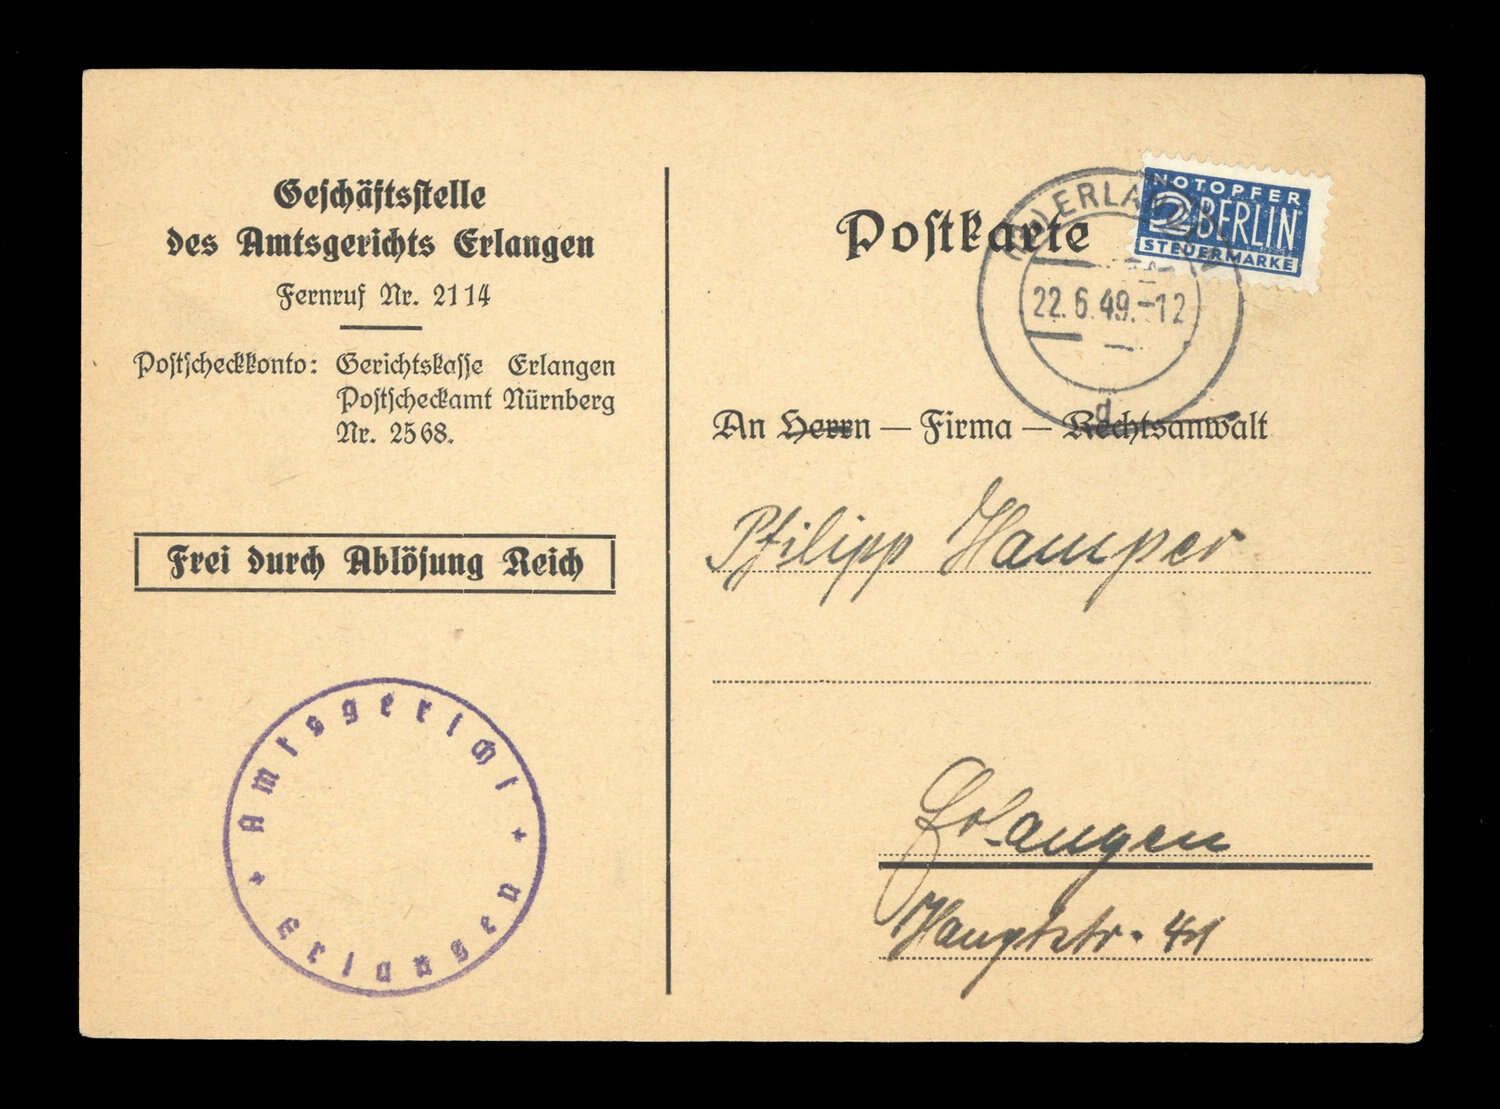 Geschäftsstelle
des Amtsgerichts Erlangen
Fernruf Nr. 2114
Postscheckkonto: Gerichtskasse Erlangen
Postscheckamt Nürnberg
Nr. 2568.
Frei durch Ablösung Reich
Amtsgericht
* Erlangen *
Postkarte
NOTOPFER
2 BERLIN
STEUERMARKE
ERLANGEN
22.6.49.-12
d
An Herrn — Firma — Rechtsanwalt
Philipp Hamper
Erlangen
Hauptstr. 41